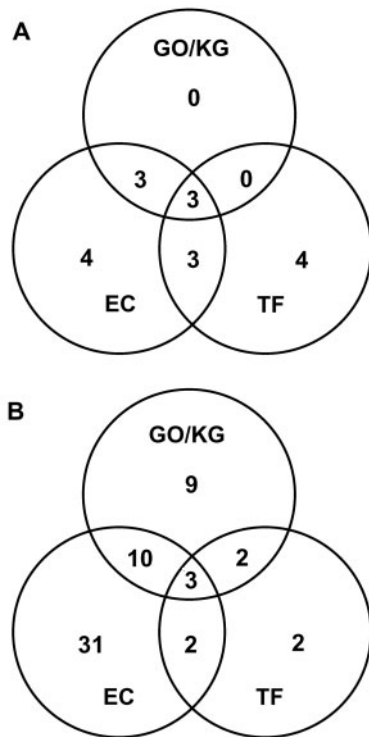 A
GO/KG
0
3 3 0
4 3 4
EC TF
B
GO/KG
9
10 3 2
31 2 2
EC TF